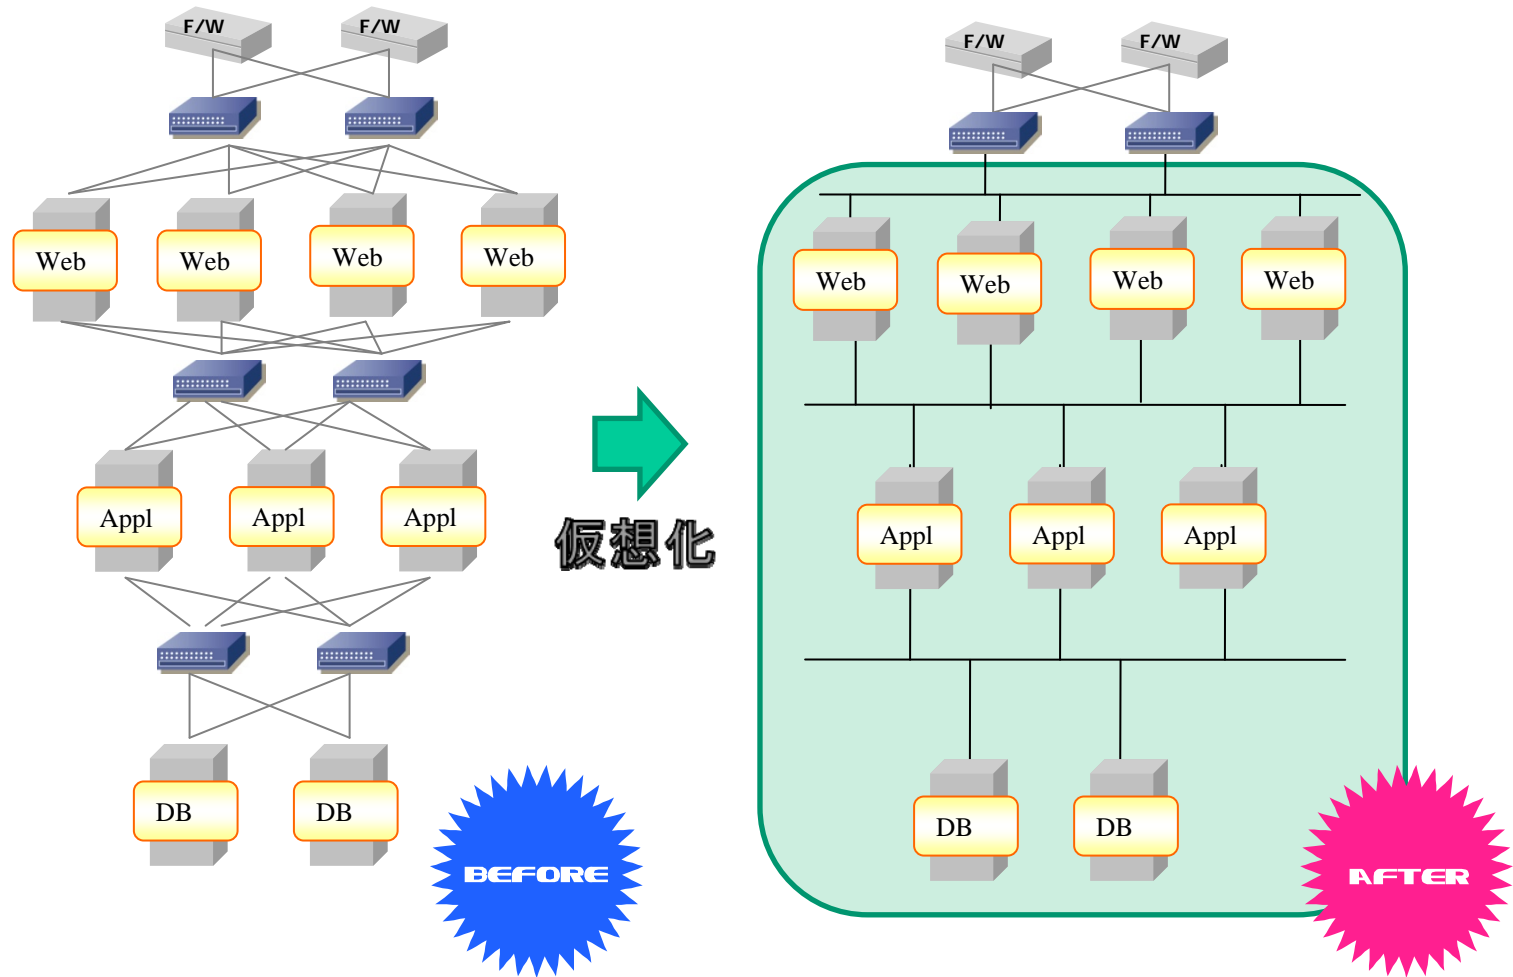 F/W F/W
Web Web Web Web
Appl Appl Appl
DB DB
BEFORE
仮想化
F/W F/W
Web Web Web Web
Appl Appl Appl
DB DB
AFTER